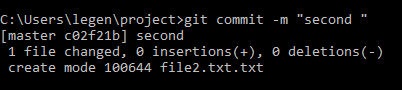 C:\Users\legen\project>git commit -m "second "
[master c02f21b] second
 1 file changed, 0 insertions(+), 0 deletions(-)
 create mode 100644 file2.txt.txt